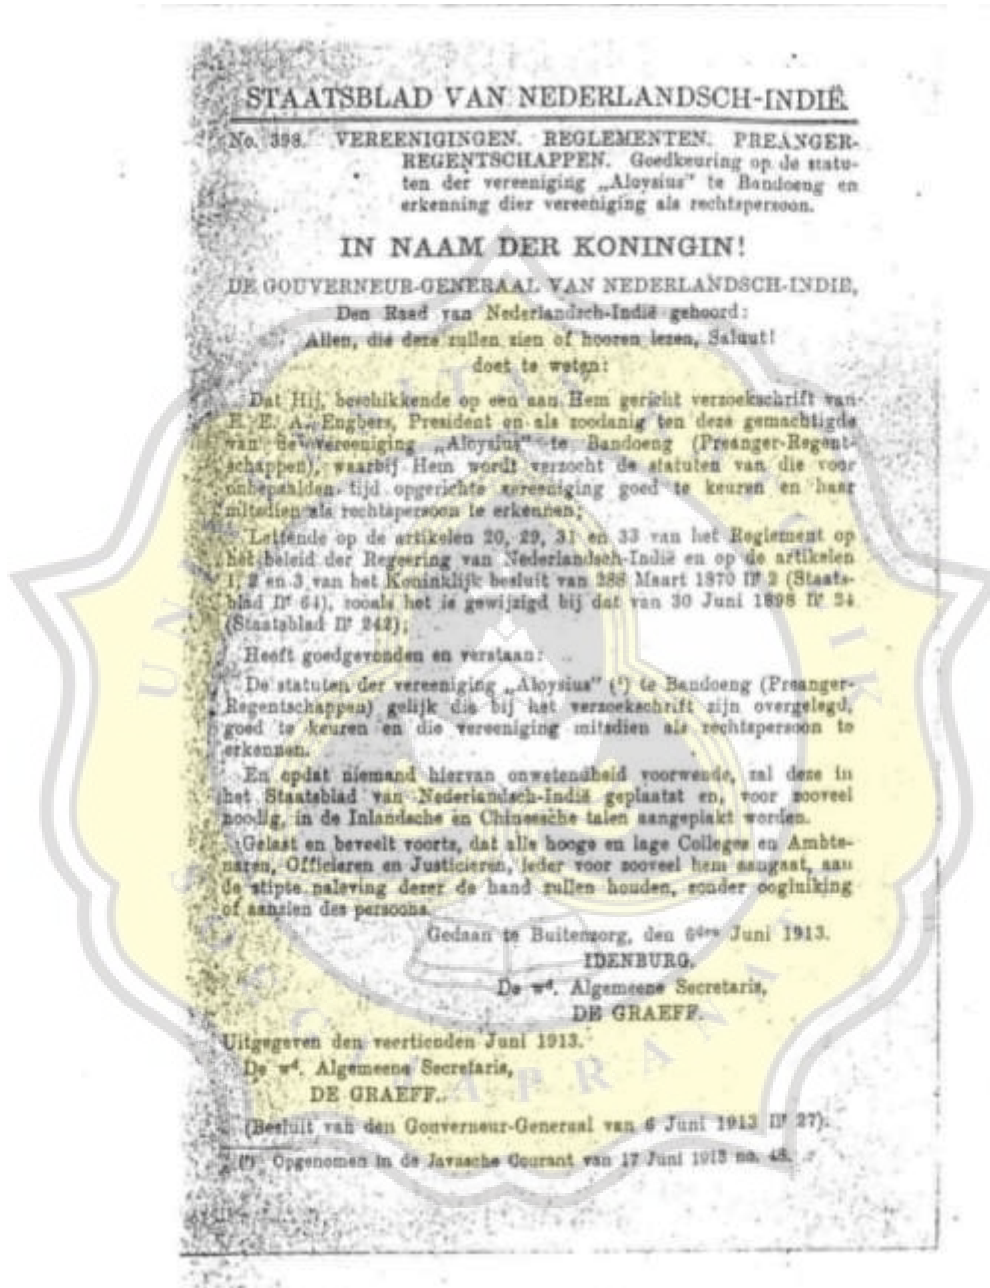 STAATSBLAD VAN NEDERLANDSCH-INDIË.
No. 398. VEREENIGINGEN. REGLEMENTEN. PREANGER-
REGENTSCHAPPEN. Goedkeuring op de statu-
ten der vereeniging „Aloysius” te Bandoeng en
erkenning dier vereeniging als rechtspersoon.
IN NAAM DER KONINGIN!
DE GOUVERNEUR-GENERAAL VAN NEDERLANDSCH-INDIE,
Den Raad van Nederlandsch-Indië gehoord:
Allen, die deze zullen zien of hooren lezen, Saluut!
doet te weten:
Dat Hij, beschikkende op een aan Hem gericht verzoekschrift van
H. E. A. Engbers, President en als zoodanig ten deze gemachtigde
van de vereeniging „Aloysius” te Bandoeng (Preanger-Regent-
schappen), waarbij Hem wordt verzocht de statuten van die voor
onbepaalden tijd opgerichte vereeniging goed te keuren en haar
mitsdien als rechtspersoon te erkennen;
Lettende op de artikelen 20, 29, 31 en 33 van het Reglement op
het beleid der Regeering van Nederlandsch-Indië en op de artikelen
1, 2 en 3 van het Koninklijk besluit van Maart 1870 No 2 (Staats-
blad No 64), zooals het is gewijzigd bij dat van 30 Juni 1898 No 34
(Staatsblad No 242);
Heeft goedgevonden en verstaan:
De statuten der vereeniging „Aloysius” (¹) te Bandoeng (Preanger-
Regentschappen) gelijk die bij het verzoekschrift zijn overgelegd,
goed te keuren en die vereeniging mitsdien als rechtspersoon te
erkennen.
En opdat niemand hiervan onwetendheid voorwende, zal deze in
het Staatsblad van Nederlandsch-Indië geplaatst en, voor zooveel
noodig, in de Inlandsche en Chineesche talen aangeplakt worden.
Gelast en beveelt voorts, dat alle hooge en lage Colleges en Ambte-
naren, Officieren en Justicieren, ieder voor zooveel hem aangaat, aan
de stipte naleving dezer de hand zullen houden, zonder oogluiking
of aanzien des persoons.
Gedaan te Buitenzorg, den 6den Juni 1913.
IDENBURG.
De wd. Algemeene Secretaris,
DE GRAEFF.
Uitgegeven den veertienden Juni 1913.
De wd. Algemeene Secretaris,
DE GRAEFF.
(Besluit van den Gouverneur-Generaal van 6 Juni 1913 No 27).
(¹) Opgenomen in de Javasche Courant van 17 Juni 1913 no. 48.